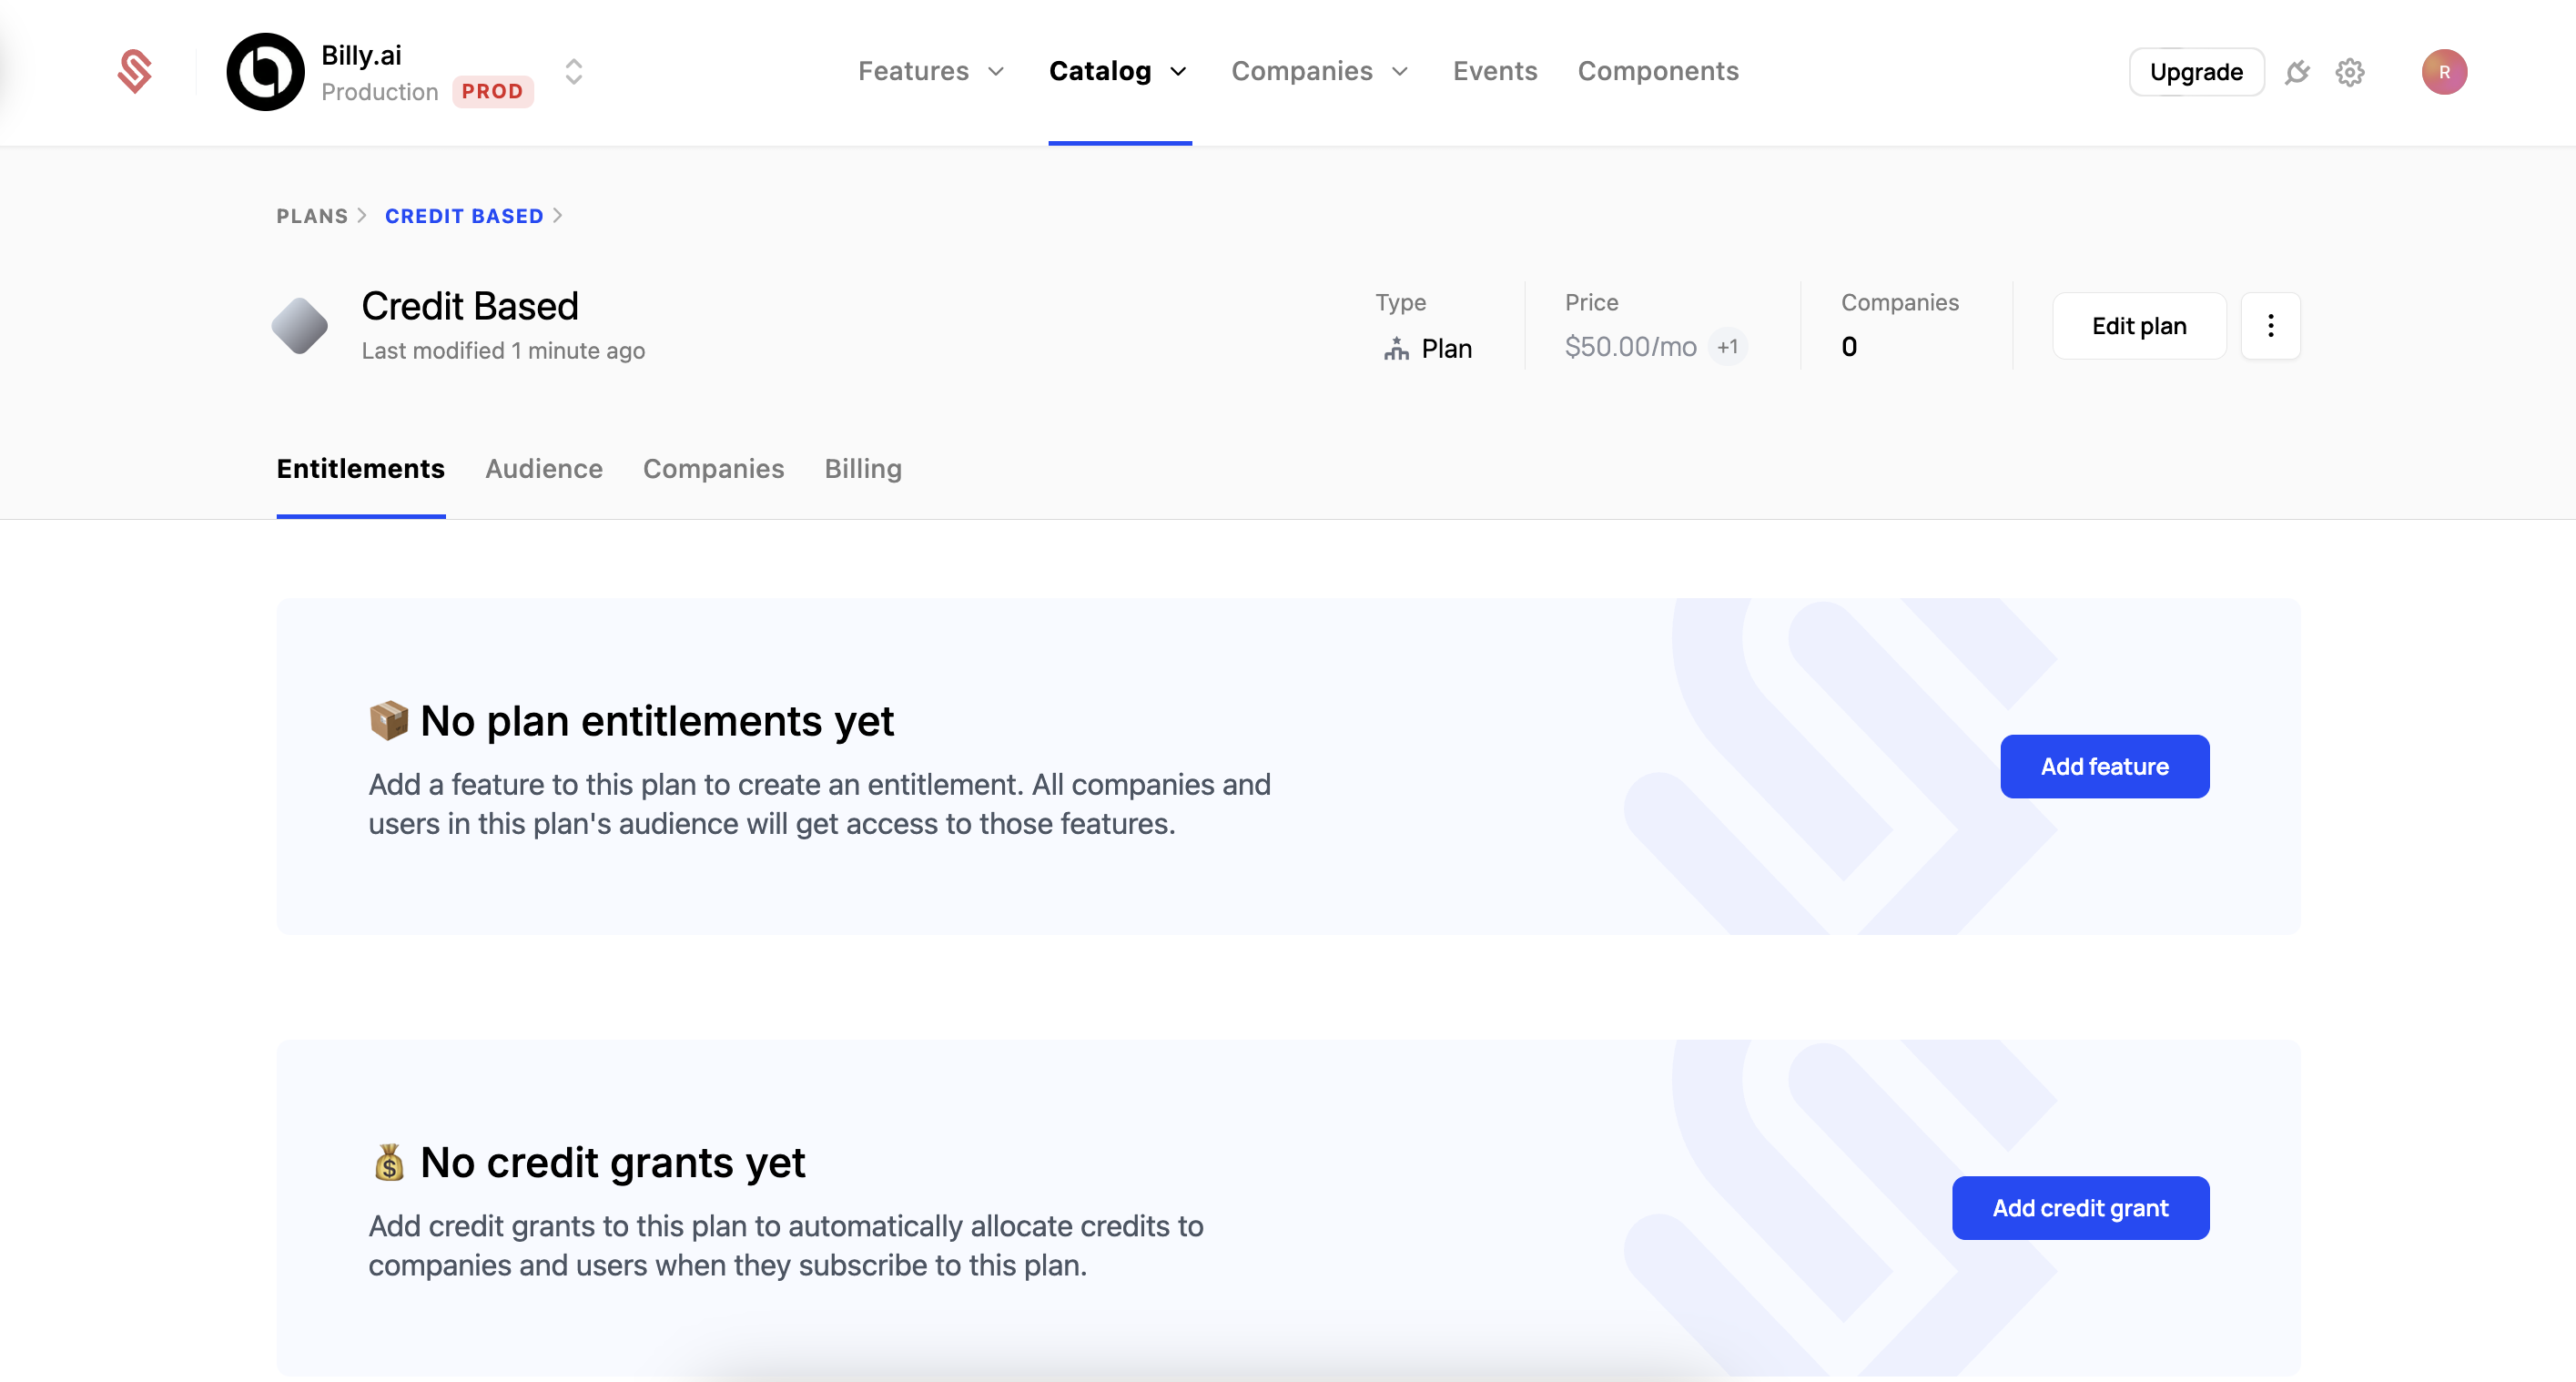 Billy.ai
Production PROD
Features
Catalog
Companies
Events
Components
Upgrade
R
PLANS
CREDIT BASED
Credit Based
Last modified 1 minute ago
Type
Plan
Price
$50.00/mo +1
Companies
0
Edit plan
Entitlements
Audience
Companies
Billing
No plan entitlements yet
Add a feature to this plan to create an entitlement. All companies and
users in this plan's audience will get access to those features.
Add feature
No credit grants yet
Add credit grants to this plan to automatically allocate credits to
companies and users when they subscribe to this plan.
Add credit grant